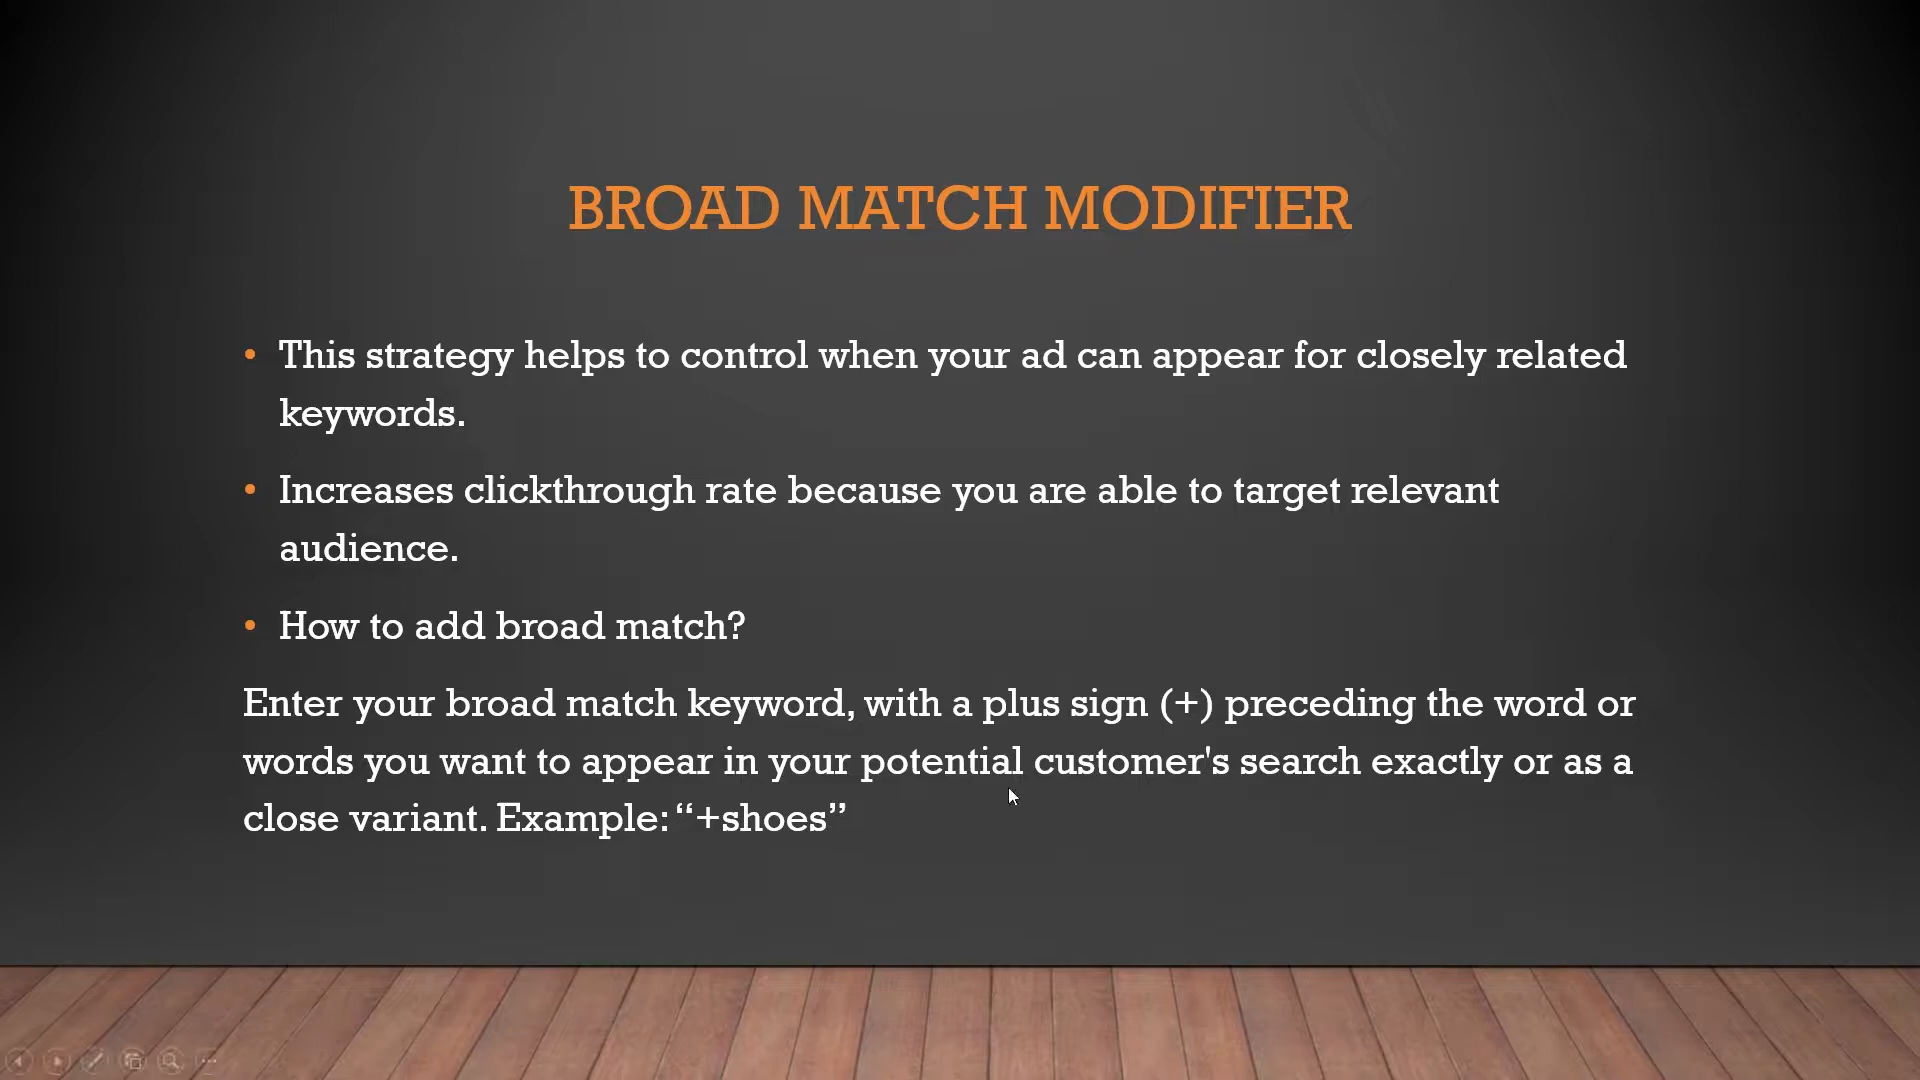 BROAD MATCH MODIFIER
• This strategy helps to control when your ad can appear for closely related
keywords.
• Increases clickthrough rate because you are able to target relevant
audience.
• How to add broad match?
Enter your broad match keyword, with a plus sign (+) preceding the word or
words you want to appear in your potential customer's search exactly or as a
close variant. Example: “+shoes”